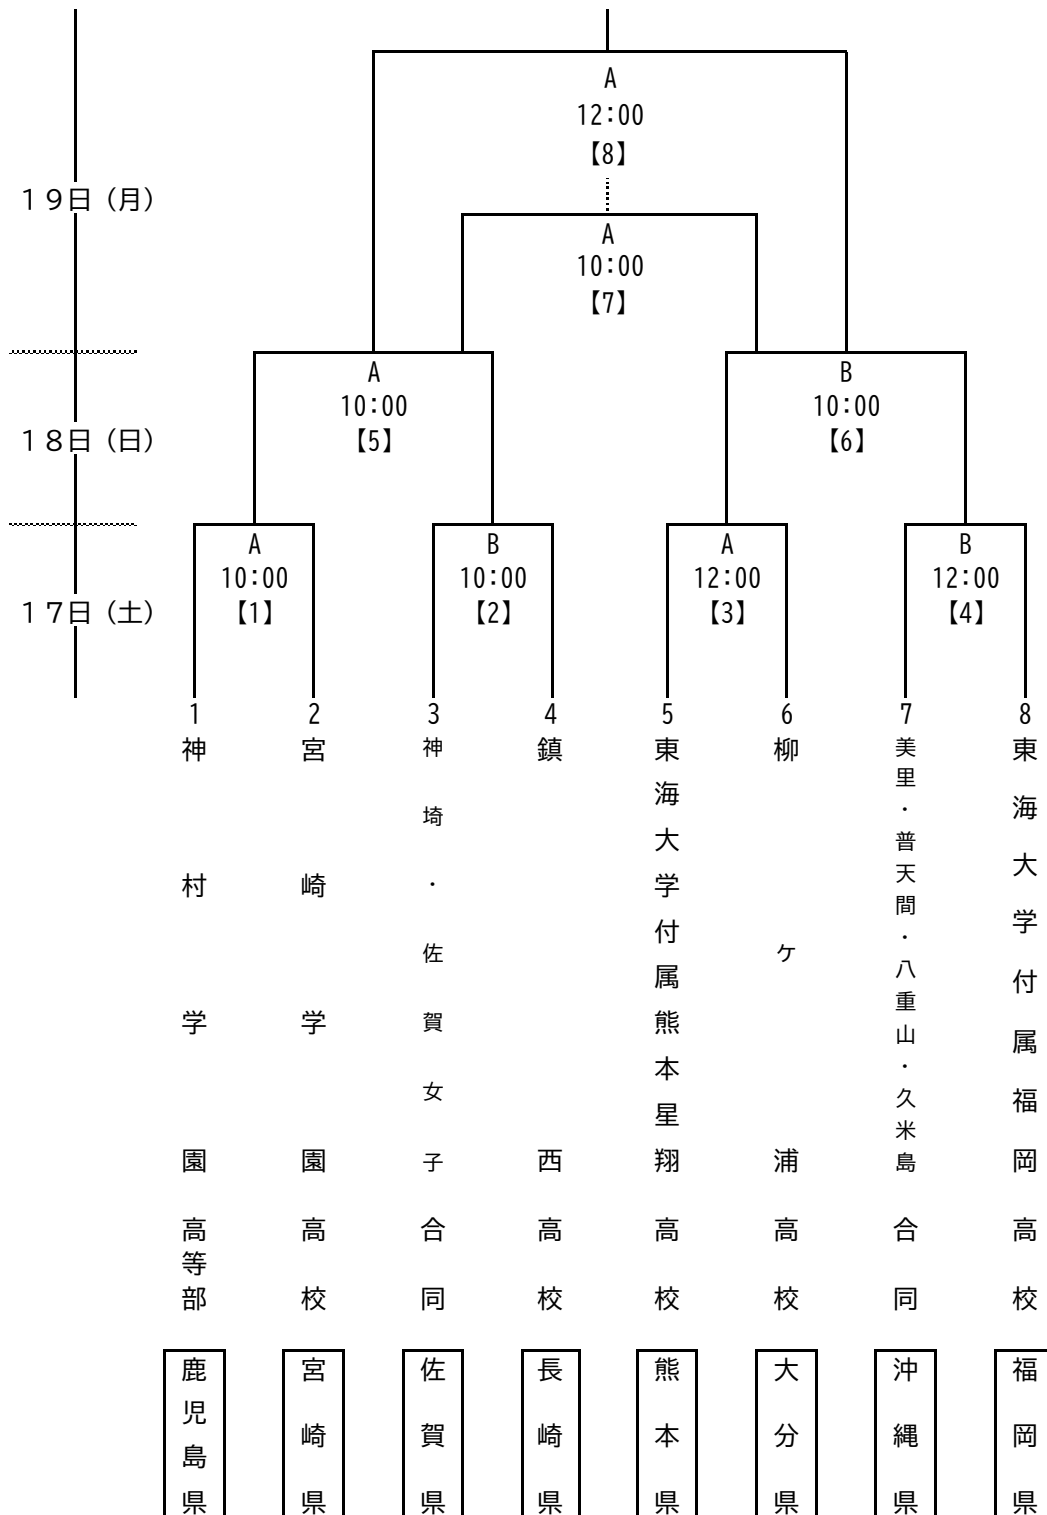 A
12:00
【8】
１９日（月）
A
10:00
【7】
A
10:00
【5】
B
10:00
【6】
１８日（日）
A
10:00
【1】
B
10:00
【2】
A
12:00
【3】
B
12:00
【4】
１７日（土）
1
神村学園高等部
鹿児島県
2
宮崎学園高校
宮崎県
3
神埼・佐賀女子合同
佐賀県
4
鎮西高校
長崎県
5
東海大学付属熊本星翔高校
熊本県
6
柳ケ浦高校
大分県
7
美里・普天間・八重山・久米島合同
沖縄県
8
東海大学付属福岡高校
福岡県